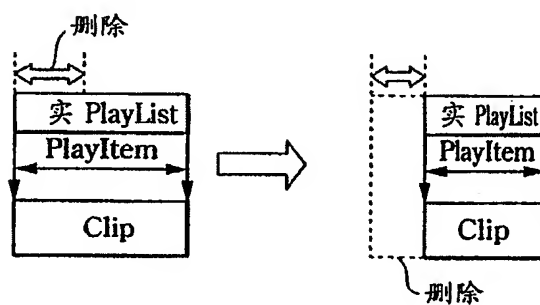 删除
实 PlayList
PlayItem
Clip
实 PlayList
PlayItem
Clip
删除